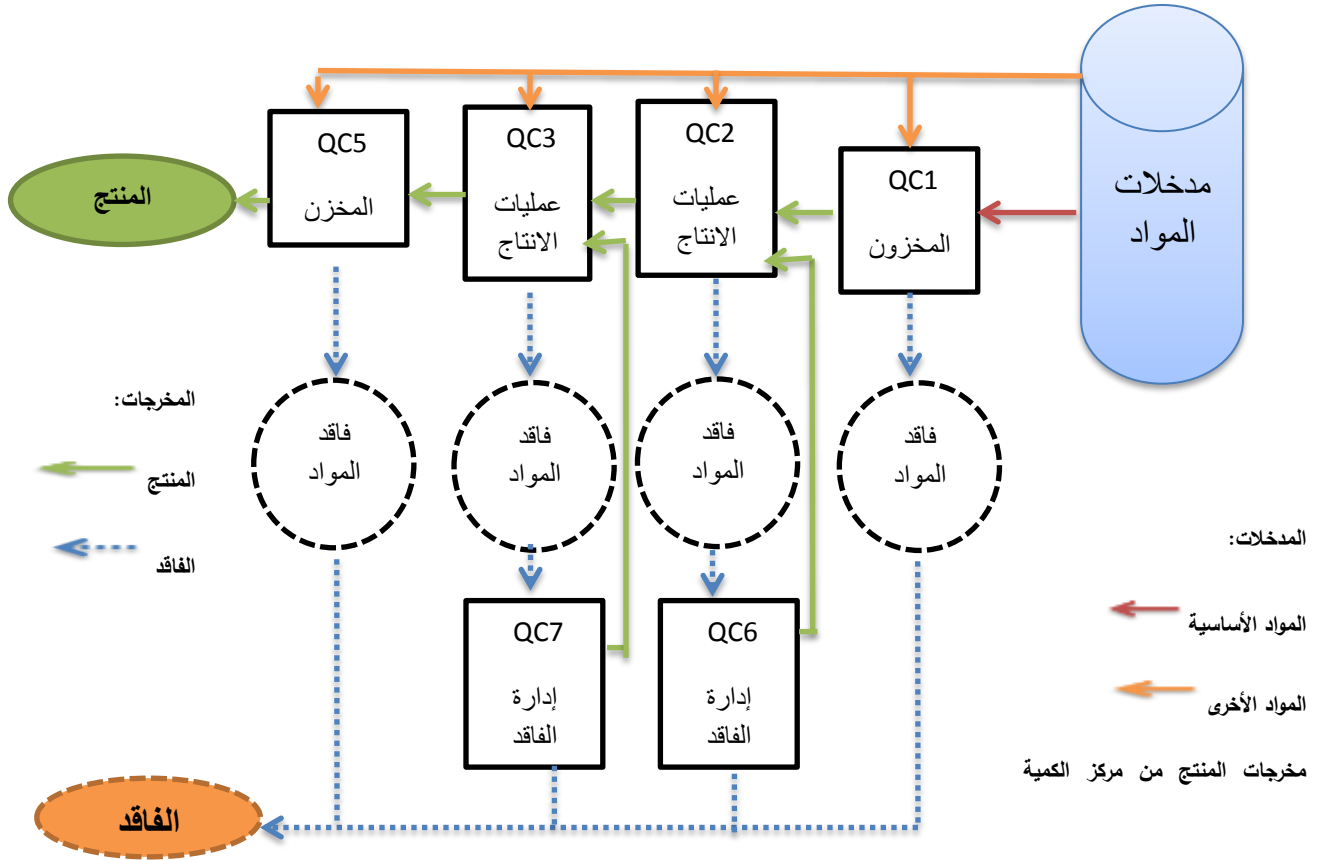 مدخلات
المواد
QC1
المخزون
QC2
عمليات
الانتاج
QC3
عمليات
الانتاج
QC5
المخزن
المنتج
فاقد
المواد
فاقد
المواد
فاقد
المواد
فاقد
المواد
QC6
إدارة
الفاقد
QC7
إدارة
الفاقد
المدخلات:
المواد الأساسية
المواد الأخرى
مخرجات المنتج من مركز الكمية
المخرجات:
المنتج
الفاقد
الفاقد